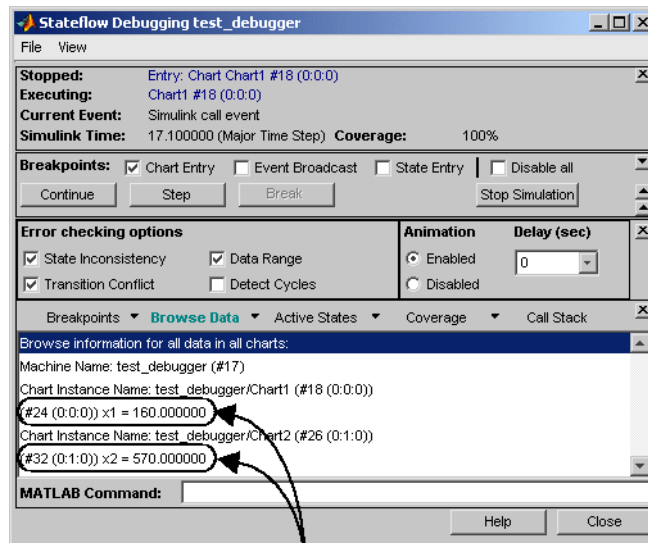 Stateflow Debugging test_debugger
File View
Stopped: Entry: Chart Chart1 #18 (0:0:0)
Executing: Chart1 #18 (0:0:0)
Current Event: Simulink call event
Simulink Time: 17.100000 (Major Time Step) Coverage: 100%
Breakpoints: Chart Entry Event Broadcast State Entry Disable all
Continue Step Break Stop Simulation
Error checking options Animation Delay (sec)
State Inconsistency Data Range Enabled 0
Transition Conflict Detect Cycles Disabled
Breakpoints Browse Data Active States Coverage Call Stack
Browse information for all data in all charts:
Machine Name: test_debugger (#17)
Chart Instance Name: test_debugger/Chart1 (#18 (0:0:0))
(#24 (0:0:0)) x1 = 160.000000
Chart Instance Name: test_debugger/Chart2 (#26 (0:1:0))
(#32 (0:1:0)) x2 = 570.000000
MATLAB Command:
Help Close